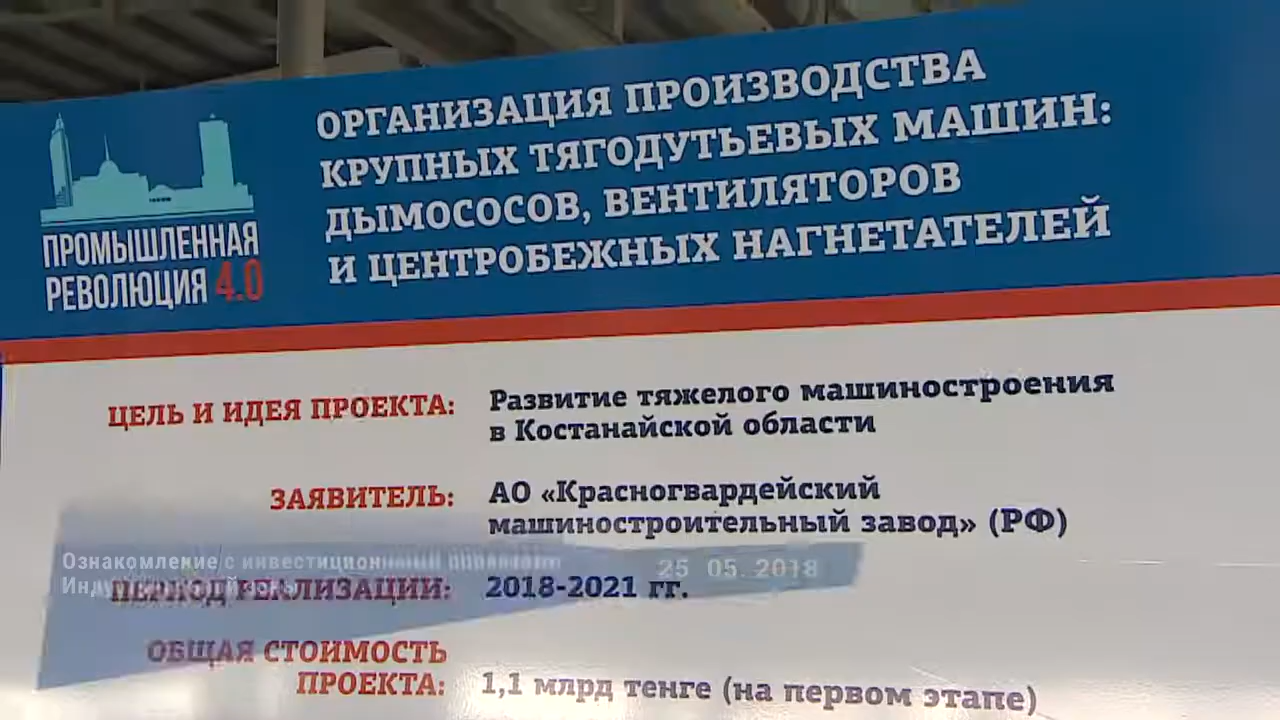 ОРГАНИЗАЦИЯ ПРОИЗВОДСТВА
КРУПНЫХ ТЯГОДУТЬЕВЫХ МАШИН:
ДЫМОСОСОВ, ВЕНТИЛЯТОРОВ
И ЦЕНТРОБЕЖНЫХ НАГНЕТАТЕЛЕЙ
ПРОМЫШЛЕННАЯ
РЕВОЛЮЦИЯ 4.0
ЦЕЛЬ И ИДЕЯ ПРОЕКТА: Развитие тяжелого машиностроения
в Костанайской области
ЗАЯВИТЕЛЬ: АО «Красногвардейский
машиностроительный завод» (РФ)
Ознакомление с 25 05. 2018
ПЕРИОД РЕАЛИЗАЦИИ: 2018-2021 гг.
ОБЩАЯ СТОИМОСТЬ
ПРОЕКТА: 1,1 млрд тенге (на первом этапе)